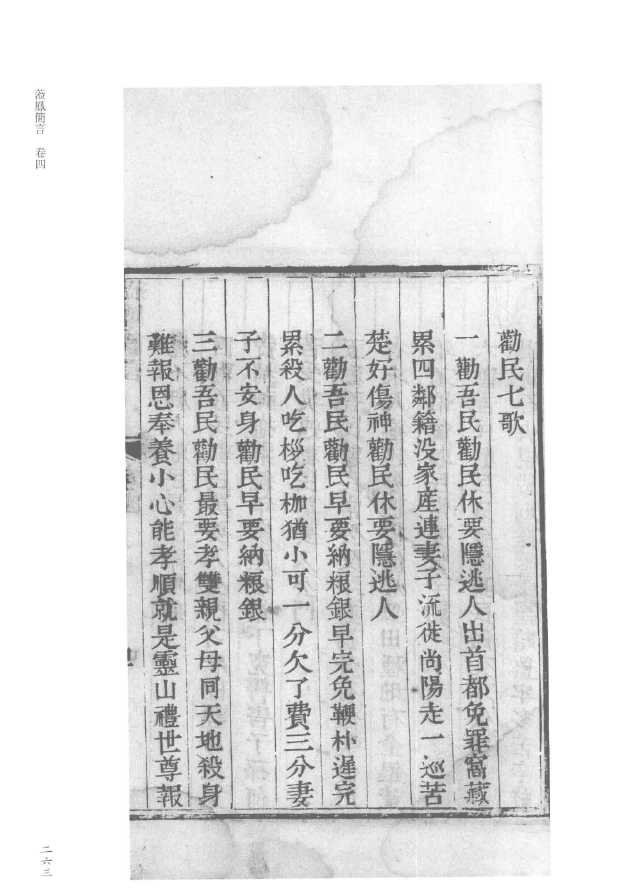 蒞鳳簡言 卷四
勸民七歌
一勸吾民勸民休要隱逃人出首都免罪窩藏
累四鄰籍没家産連妻子流徙尚陽走一巡苦
楚好傷神勸民休要隱逃人
二勸吾民勸民早要納粮銀早完免鞭朴遲完
累殺人吃桚吃枷猶小可一分欠了費三分妻
子不安身勸民早要納粮銀
三勸吾民勸民最要孝雙親父母同天地殺身
難報恩奉養小心能孝順就是靈山禮世尊報
二六三